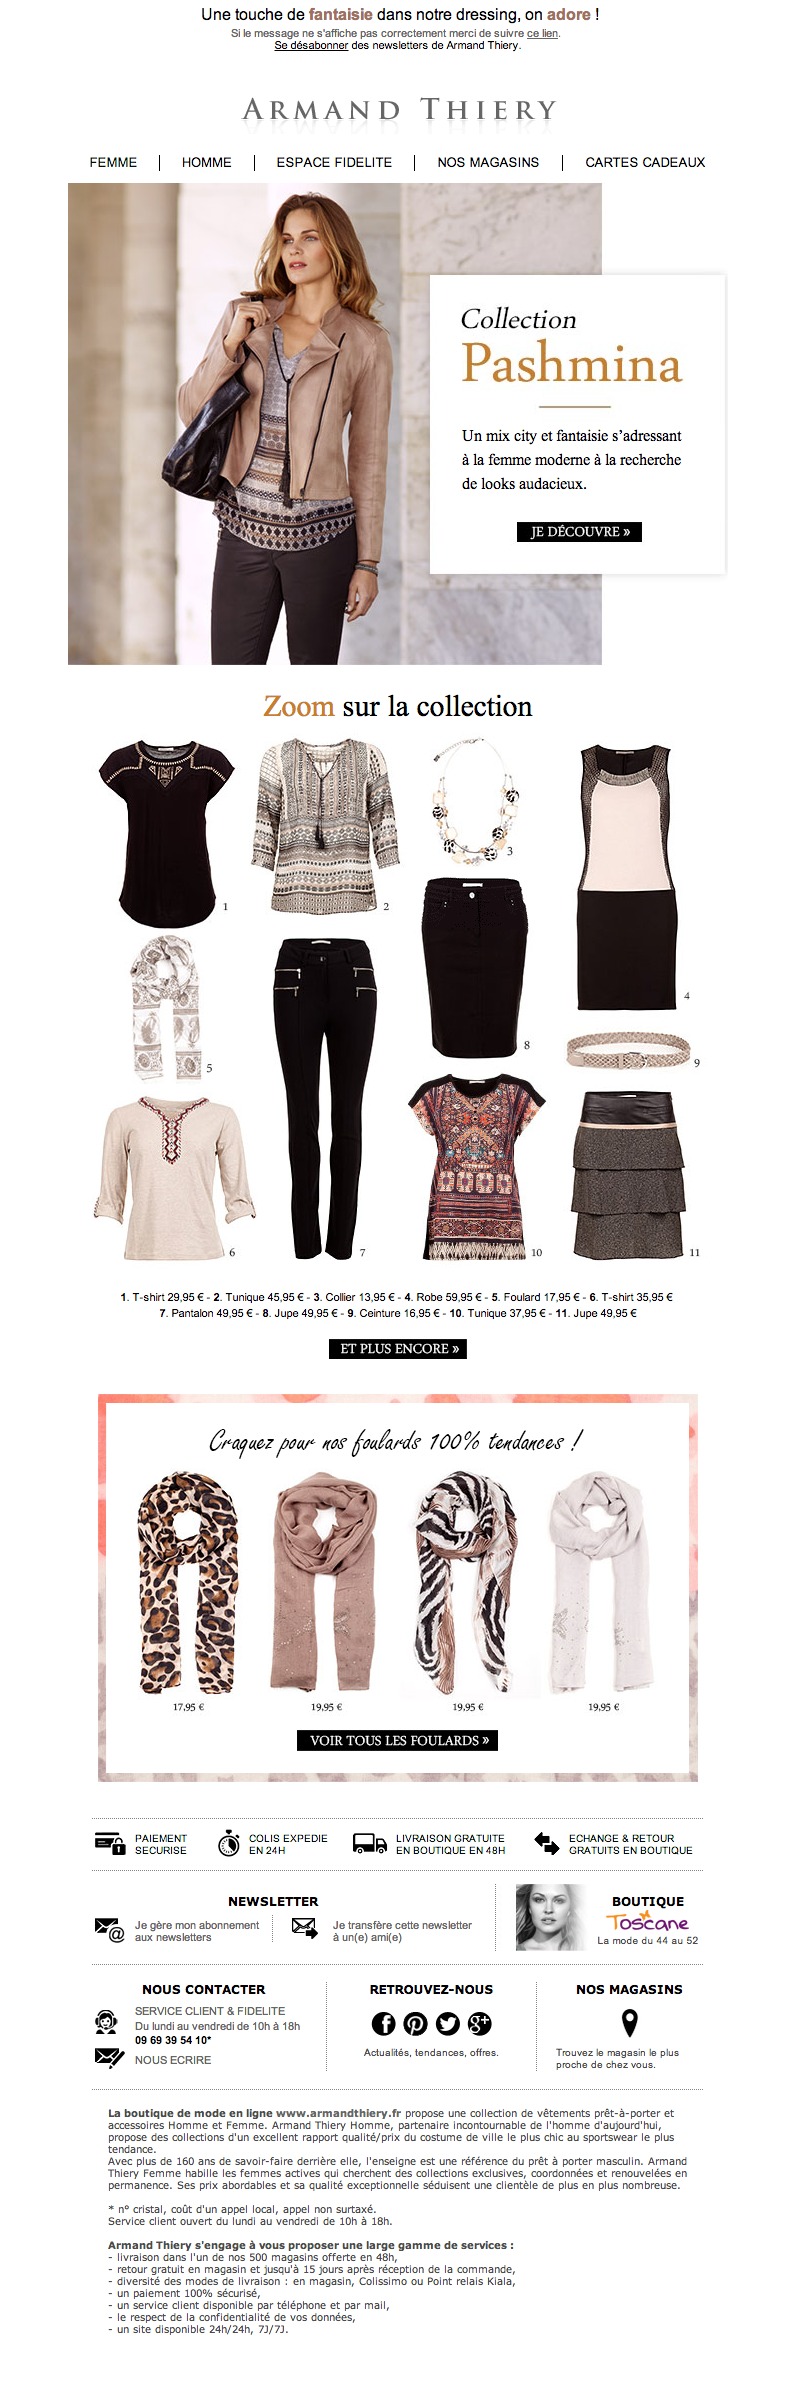 Une touche de fantaisie dans notre dressing, on adore !
Si le message ne s'affiche pas correctement merci de suivre ce lien.
Se désabonner des newsletters de Armand Thiery.
ARMAND THIERY
FEMME | HOMME | ESPACE FIDELITE | NOS MAGASINS | CARTES CADEAUX
Collection
Pashmina
Un mix city et fantaisie s'adressant
à la femme moderne à la recherche
de looks audacieux.
JE DÉCOUVRE »
Zoom sur la collection
1
2
3
4
5
6
7
8
9
10
11
1. T-shirt 29,95 € - 2. Tunique 45,95 € - 3. Collier 13,95 € - 4. Robe 59,95 € - 5. Foulard 17,95 € - 6. T-shirt 35,95 €
7. Pantalon 49,95 € - 8. Jupe 49,95 € - 9. Ceinture 16,95 € - 10. Tunique 37,95 € - 11. Jupe 49,95 €
ET PLUS ENCORE »
Craquez pour nos foulards 100% tendances !
17,95 € 19,95 € 19,95 € 19,95 €
VOIR TOUS LES FOULARDS »
PAIEMENT
SECURISE
COLIS EXPEDIE
EN 24H
LIVRAISON GRATUITE
EN BOUTIQUE EN 48H
ECHANGE & RETOUR
GRATUITS EN BOUTIQUE
NEWSLETTER
Je gère mon abonnement
aux newsletters
Je transfère cette newsletter
à un(e) ami(e)
BOUTIQUE
Toscane
La mode du 44 au 52
NOUS CONTACTER
SERVICE CLIENT & FIDELITE
Du lundi au vendredi de 10h à 18h
09 69 39 54 10*
NOUS ECRIRE
RETROUVEZ-NOUS
Actualités, tendances, offres.
NOS MAGASINS
Trouvez le magasin le plus
proche de chez vous.
La boutique de mode en ligne www.armandthiery.fr propose une collection de vêtements prêt-à-porter et
accessoires Homme et Femme. Armand Thiery Homme, partenaire incontournable de l'homme d'aujourd'hui,
propose des collections d'un excellent rapport qualité/prix du costume de ville le plus chic au sportswear le plus
tendance.
Avec plus de 160 ans de savoir-faire derrière elle, l'enseigne est une référence du prêt à porter masculin. Armand
Thiery Femme habille les femmes actives qui cherchent des collections exclusives, coordonnées et renouvelées en
permanence. Ses prix abordables et sa qualité exceptionnelle séduisent une clientèle de plus en plus nombreuse.
* n° cristal, coût d'un appel local, appel non surtaxé.
Service client ouvert du lundi au vendredi de 10h à 18h.
Armand Thiery s'engage à vous proposer une large gamme de services :
- livraison dans l'un de nos 500 magasins offerte en 48h,
- retour gratuit en magasin et jusqu'à 15 jours après réception de la commande,
- diversité des modes de livraison : en magasin, Colissimo ou Point relais Kiala,
- un paiement 100% sécurisé,
- un service client disponible par téléphone et par mail,
- le respect de la confidentialité de vos données,
- un site disponible 24h/24h, 7J/7J.